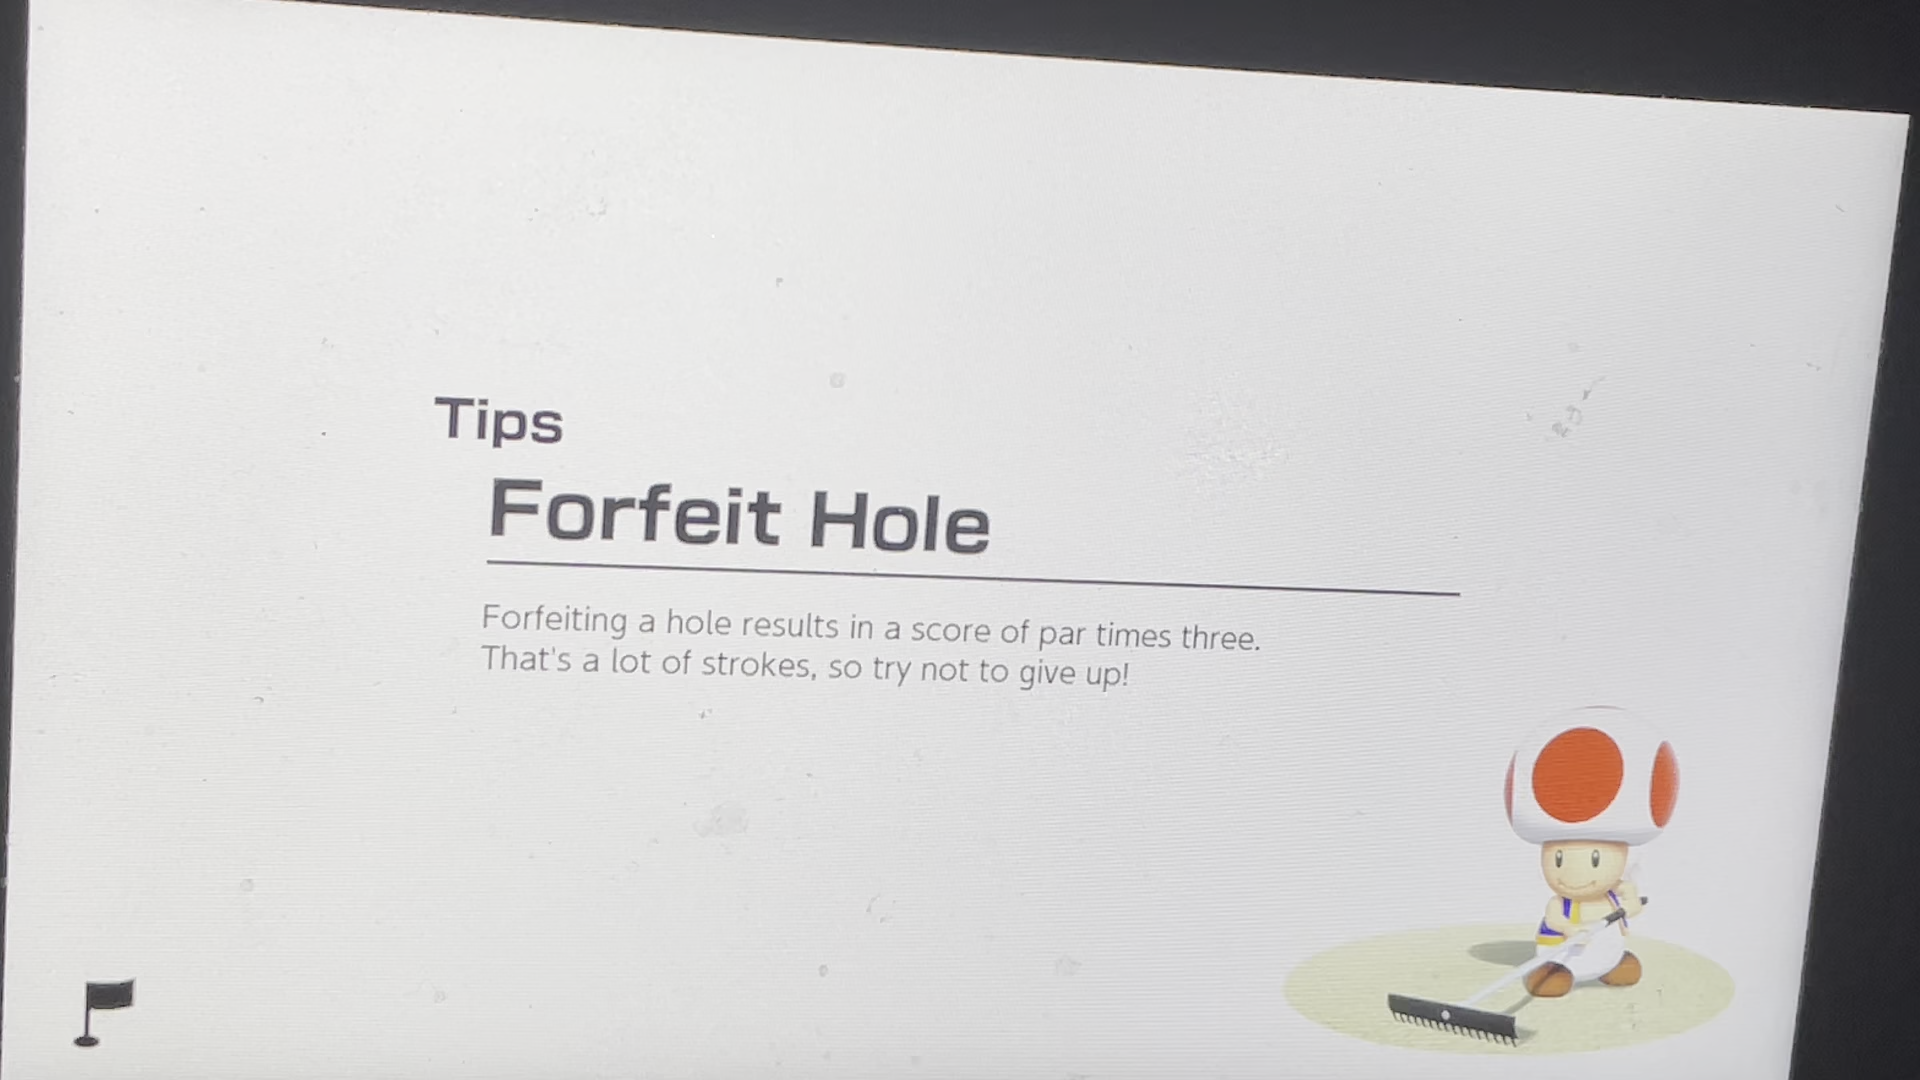 Tips
Forfeit Hole
Forfeiting a hole results in a score of par times three.
That's a lot of strokes, so try not to give up!